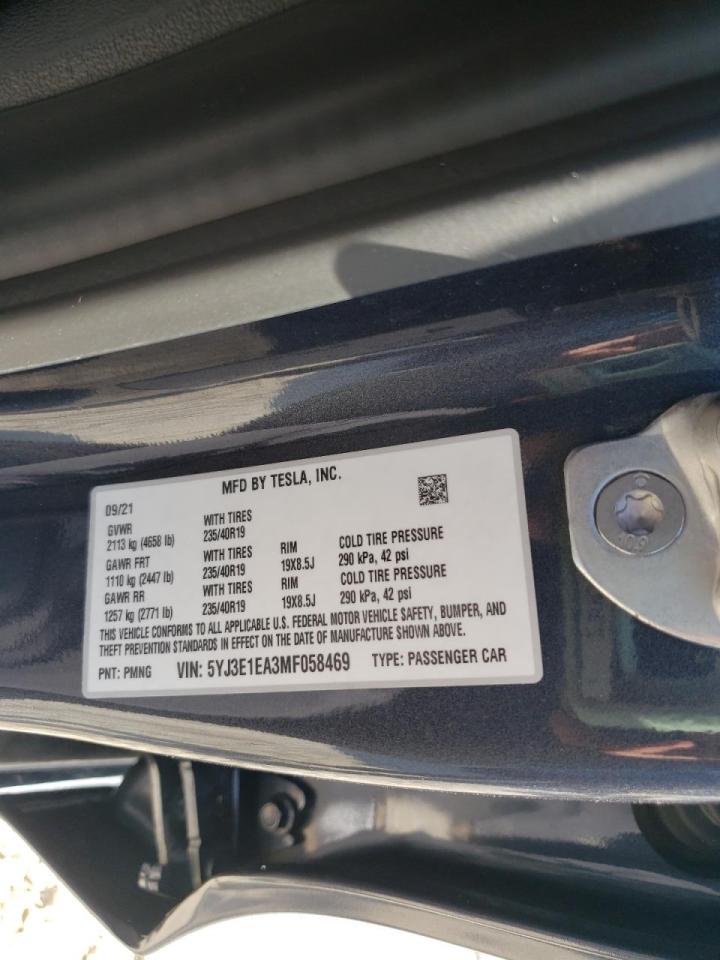 MFD BY TESLA, INC.
09/21
GVWR WITH TIRES
2113 kg (4658 lb) 235/40R19
GAWR FRT WITH TIRES RIM COLD TIRE PRESSURE
1110 kg (2447 lb) 235/40R19 19X8.5J 290 kPa, 42 psi
GAWR RR WITH TIRES RIM COLD TIRE PRESSURE
1257 kg (2771 lb) 235/40R19 19X8.5J 290 kPa, 42 psi
THIS VEHICLE CONFORMS TO ALL APPLICABLE U.S. FEDERAL MOTOR VEHICLE SAFETY, BUMPER, AND
THEFT PREVENTION STANDARDS IN EFFECT ON THE DATE OF MANUFACTURE SHOWN ABOVE.
PNT: PMNG VIN: 5YJ3E1EA3MF058469 TYPE: PASSENGER CAR